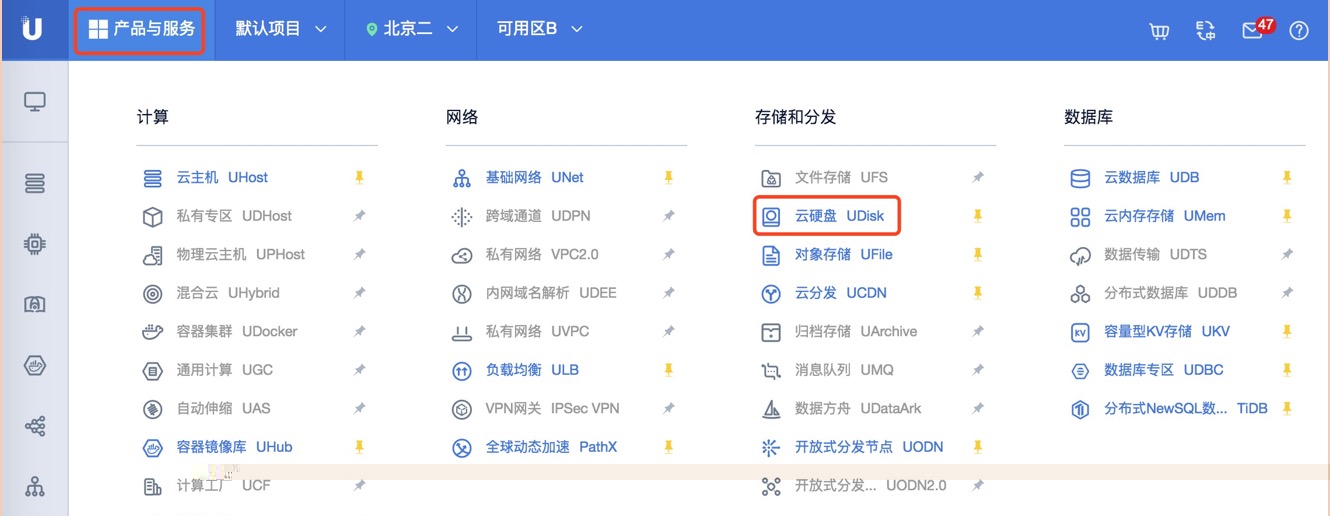 U 产品与服务 默认项目 北京二 可用区B 47
计算
云主机 UHost
私有专区 UDHost
物理云主机 UPHost
混合云 UHybrid
容器集群 UDocker
通用计算 UGC
自动伸缩 UAS
容器镜像库 UHub
计算工厂 UCF
网络
基础网络 UNet
跨域通道 UDPN
私有网络 VPC2.0
内网域名解析 UDEE
私有网络 UVPC
负载均衡 ULB
VPN网关 IPSec VPN
全球动态加速 PathX
存储和分发
文件存储 UFS
云硬盘 UDisk
对象存储 UFile
云分发 UCDN
归档存储 UArchive
消息队列 UMQ
数据方舟 UDataArk
开放式分发节点 UODN
开放式分发... UODN2.0
数据库
云数据库 UDB
云内存存储 UMem
数据传输 UDTS
分布式数据库 UDDB
容量型KV存储 UKV
数据库专区 UDBC
分布式NewSQL数... TiDB